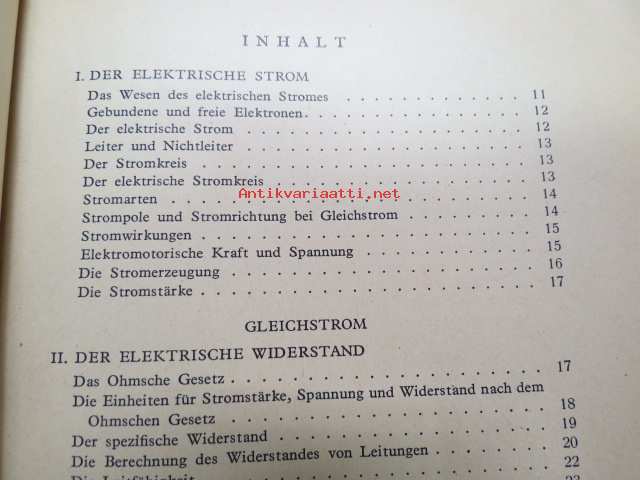 INHALT
I. DER ELEKTRISCHE STROM
Das Wesen des elektrischen Stromes . . . . . . . . . . 11
Gebundene und freie Elektronen. . . . . . . . . . . . 12
Der elektrische Strom . . . . . . . . . . . . . . . 12
Leiter und Nichtleiter . . . . . . . . . . . . . . . 13
Der Stromkreis . . . . . . . . . . . . . . . . . 13
Der elektrische Stromkreis . . . . . . . . . . . . . 13
Antikvariaatti.net
Stromarten . . . . . . . . . . . . . . . . . . 14
Strompole und Stromrichtung bei Gleichstrom . . . . . . . 14
Stromwirkungen . . . . . . . . . . . . . . . . . 15
Elektromotorische Kraft und Spannung . . . . . . . . . 15
Die Stromerzeugung . . . . . . . . . . . . . . . 16
Die Stromstärke . . . . . . . . . . . . . . . . . 17
GLEICHSTROM
II. DER ELEKTRISCHE WIDERSTAND
Das Ohmsche Gesetz . . . . . . . . . . . . . . . 17
Die Einheiten für Stromstärke, Spannung und Widerstand nach dem
Ohmschen Gesetz . . . . . . . . . . . . . . . 18
Der spezifische Widerstand . . . . . . . . . . . . . 19
Die Berechnung des Widerstandes von Leitungen . . . . . . 20
Die Leitfähigkeit . . . . . . . . . . . . . . . . 22
23